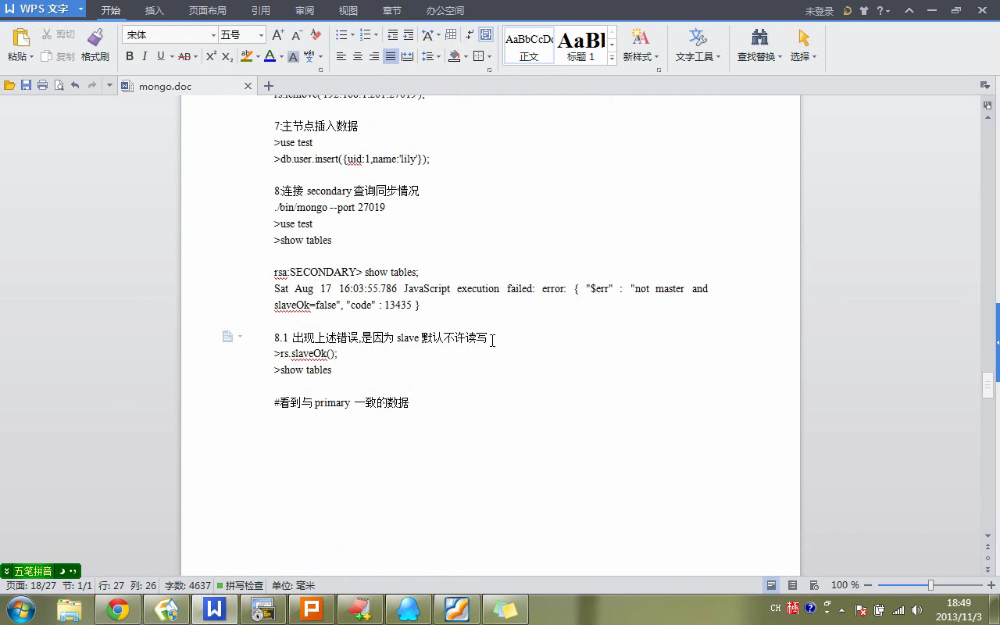 WPS 文字 开始 插入 页面布局 引用 审阅 视图 章节 办公空间 未登录
粘贴 剪切 复制 格式刷 宋体 五号 AaBbCcDd 正文 AaBl 标题 1 新样式 文字工具 查找替换 选择
mongo.doc
7:主节点插入数据
>use test
>db.user.insert({uid:1,name:'lily'});
8:连接 secondary 查询同步情况
./bin/mongo --port 27019
>use test
>show tables
rsa:SECONDARY> show tables;
Sat Aug 17 16:03:55.786 JavaScript execution failed: error: { "$err" : "not master and
slaveOk=false", "code" : 13435 }
8.1 出现上述错误,是因为 slave 默认不许读写
>rs.slaveOk();
>show tables
#看到与 primary 一致的数据
五笔拼音
页面: 18/27 节: 1/1 行: 27 列: 26 字数: 4637 拼写检查 单位: 毫米 100 %
CH 18:49
2013/11/3